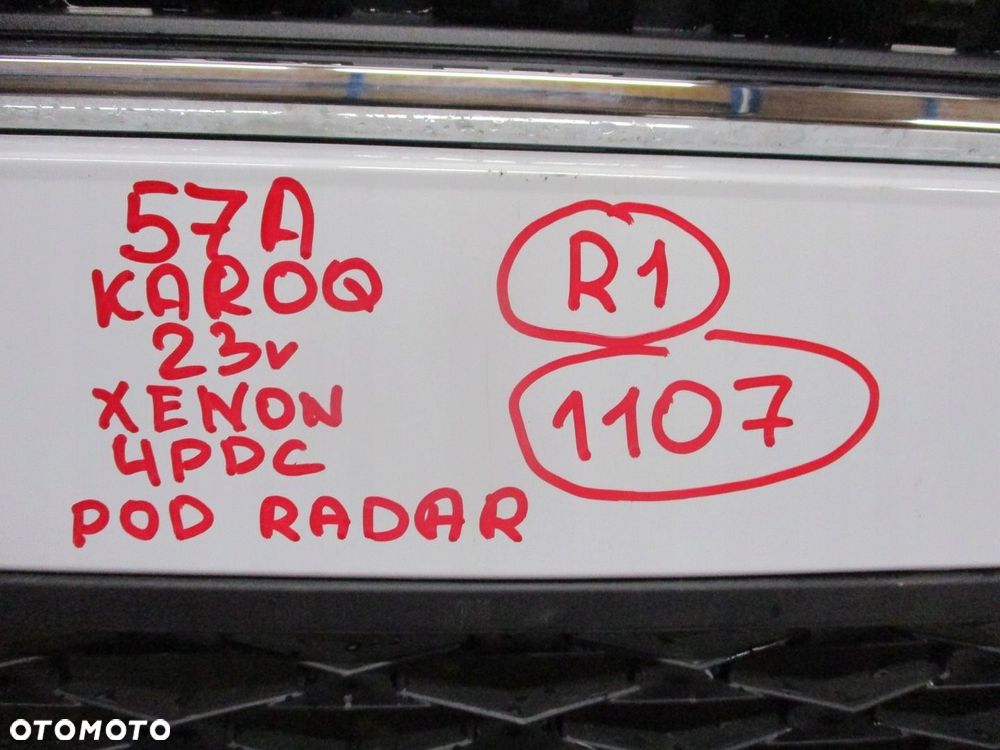 57A
KAROQ
23v
XENON
4PDC
POD RADAR
R1
1107
OTOMOTO